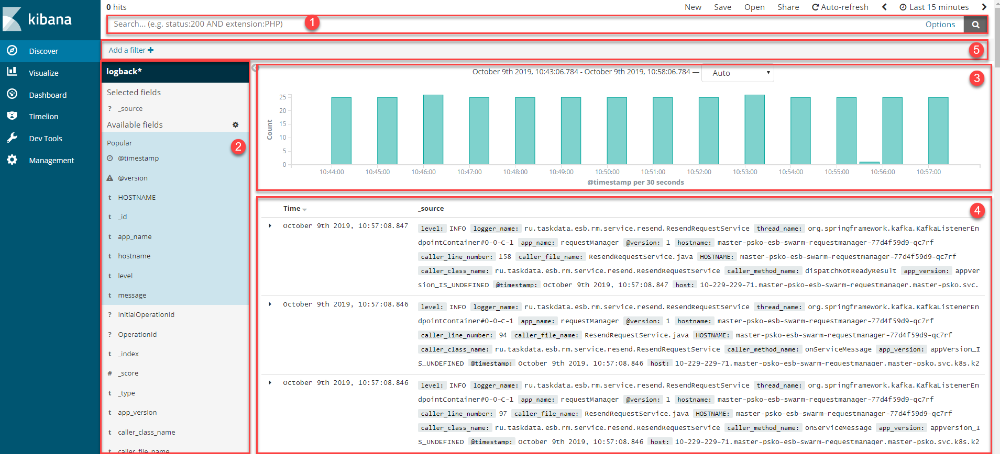 kibana
Discover
Visualize
Dashboard
Timelion
Dev Tools
Management
0 hits
New Save Open Share Auto-refresh Last 15 minutes
Search... (e.g. status:200 AND extension:PHP) 1 Options
Add a filter 5
logback*
Selected fields
? _source
Available fields
Popular 2
@timestamp
@version
t HOSTNAME
t _id
t app_name
t hostname
t level
t message
? InitialOperationId
? OperationId
t _index
# _score
t _type
t app_version
t caller_class_name
t caller_file_name
October 9th 2019, 10:43:06.784 - October 9th 2019, 10:58:06.784 — Auto 3
Count
25
20
15
10
5
0
10:44:00 10:45:00 10:46:00 10:47:00 10:48:00 10:49:00 10:50:00 10:51:00 10:52:00 10:53:00 10:54:00 10:55:00 10:56:00 10:57:00
@timestamp per 30 seconds
Time _source 4
October 9th 2019, 10:57:08.847 level: INFO logger_name: ru.taskdata.esb.rm.service.resend.ResendRequestService thread_name: org.springframework.kafka.KafkaListenerEn
dpointContainer#0-0-C-1 app_name: requestManager @version: 1 hostname: master-psko-esb-swarm-requestmanager-77d4f59d9-qc7rf
caller_line_number: 158 caller_file_name: ResendRequestService.java HOSTNAME: master-psko-esb-swarm-requestmanager-77d4f59d9-qc7rf
caller_class_name: ru.taskdata.esb.rm.service.resend.ResendRequestService caller_method_name: dispatchNotReadyResult app_version: appVer
sion_IS_UNDEFINED @timestamp: October 9th 2019, 10:57:08.847 host: 10-229-229-71.master-psko-esb-swarm-requestmanager.master-psko.svc.
October 9th 2019, 10:57:08.846 level: INFO logger_name: ru.taskdata.esb.rm.service.resend.ResendRequestService thread_name: org.springframework.kafka.KafkaListenerEn
dpointContainer#0-0-C-1 app_name: requestManager @version: 1 hostname: master-psko-esb-swarm-requestmanager-77d4f59d9-qc7rf
caller_line_number: 94 caller_file_name: ResendRequestService.java HOSTNAME: master-psko-esb-swarm-requestmanager-77d4f59d9-qc7rf
caller_class_name: ru.taskdata.esb.rm.service.resend.ResendRequestService caller_method_name: onServiceMessage app_version: appVersion_I
S_UNDEFINED @timestamp: October 9th 2019, 10:57:08.846 host: 10-229-229-71.master-psko-esb-swarm-requestmanager.master-psko.svc.k8s.k2
October 9th 2019, 10:57:08.846 level: INFO logger_name: ru.taskdata.esb.rm.service.resend.ResendRequestService thread_name: org.springframework.kafka.KafkaListenerEn
dpointContainer#0-0-C-1 app_name: requestManager @version: 1 hostname: master-psko-esb-swarm-requestmanager-77d4f59d9-qc7rf
caller_line_number: 97 caller_file_name: ResendRequestService.java HOSTNAME: master-psko-esb-swarm-requestmanager-77d4f59d9-qc7rf
caller_class_name: ru.taskdata.esb.rm.service.resend.ResendRequestService caller_method_name: onServiceMessage app_version: appVersion_I
S_UNDEFINED @timestamp: October 9th 2019, 10:57:08.846 host: 10-229-229-71.master-psko-esb-swarm-requestmanager.master-psko.svc.k8s.k2